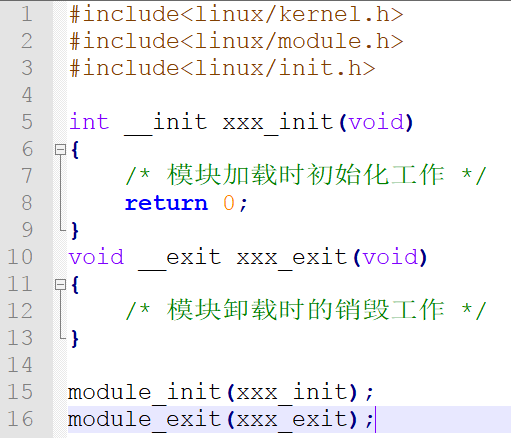 1 #include<linux/kernel.h>
2 #include<linux/module.h>
3 #include<linux/init.h>
4
5 int __init xxx_init(void)
6 {
7 /* 模块加载时初始化工作 */
8 return 0;
9 }
10 void __exit xxx_exit(void)
11 {
12 /* 模块卸载时的销毁工作 */
13 }
14
15 module_init(xxx_init);
16 module_exit(xxx_exit);